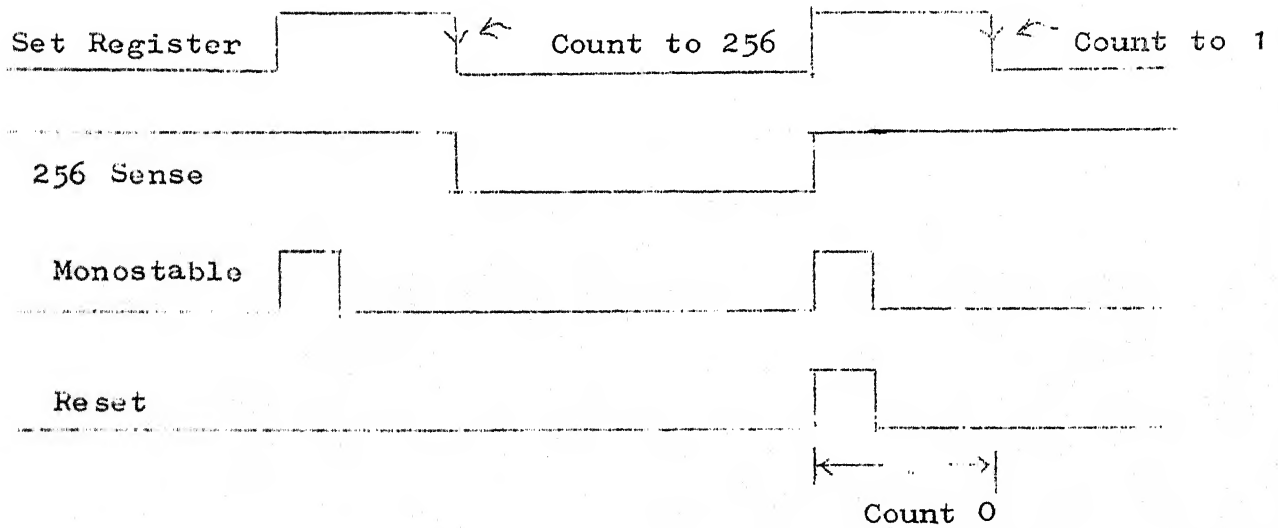 Set Register
Count to 256
Count to 1
256 Sense
Monostable
Reset
Count 0